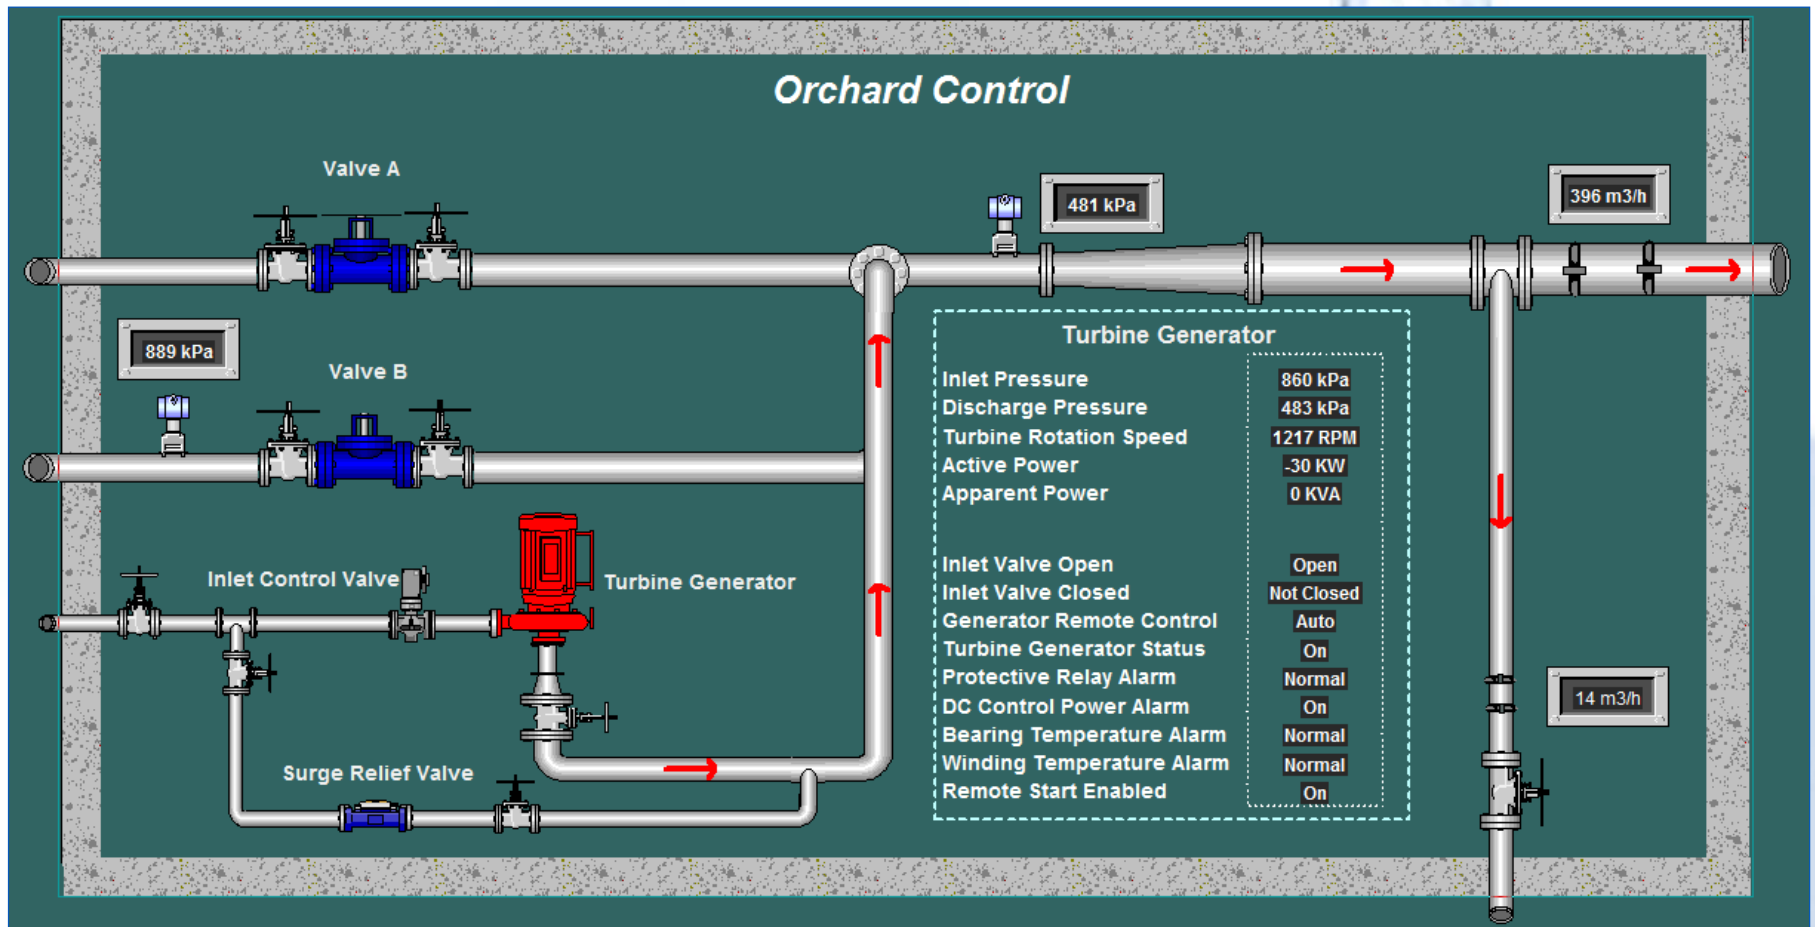 Orchard Control
Valve A
481 kPa
396 m3/h
889 kPa
Valve B
Inlet Control Valve
Turbine Generator
Surge Relief Valve
Turbine Generator
Inlet Pressure 860 kPa
Discharge Pressure 483 kPa
Turbine Rotation Speed 1217 RPM
Active Power -30 KW
Apparent Power 0 KVA
Inlet Valve Open Open
Inlet Valve Closed Not Closed
Generator Remote Control Auto
Turbine Generator Status On
Protective Relay Alarm Normal
DC Control Power Alarm On
Bearing Temperature Alarm Normal
Winding Temperature Alarm Normal
Remote Start Enabled On
14 m3/h